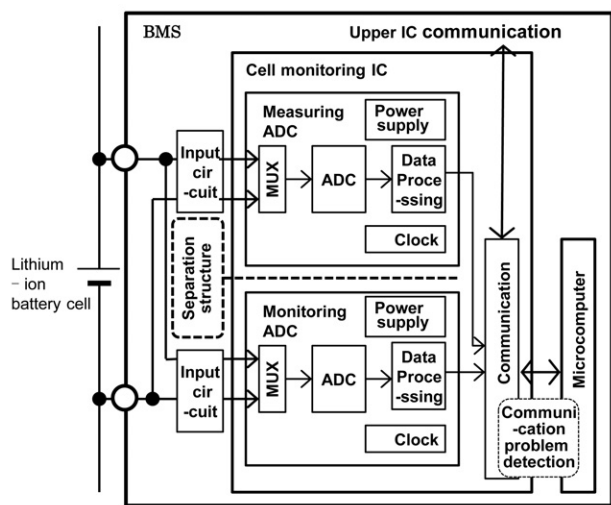 BMS
Upper IC communication
Cell monitoring IC
Measuring
ADC
Power
supply
Input
cir
-cuit
MUX
ADC
Data
Proce
-ssing
Clock
Separation
structure
Lithium
– ion
battery cell
Monitoring
ADC
Power
supply
Input
cir
-cuit
MUX
ADC
Data
Proce
-ssing
Clock
Communication
Microcomputer
Communi
-cation
problem
detection